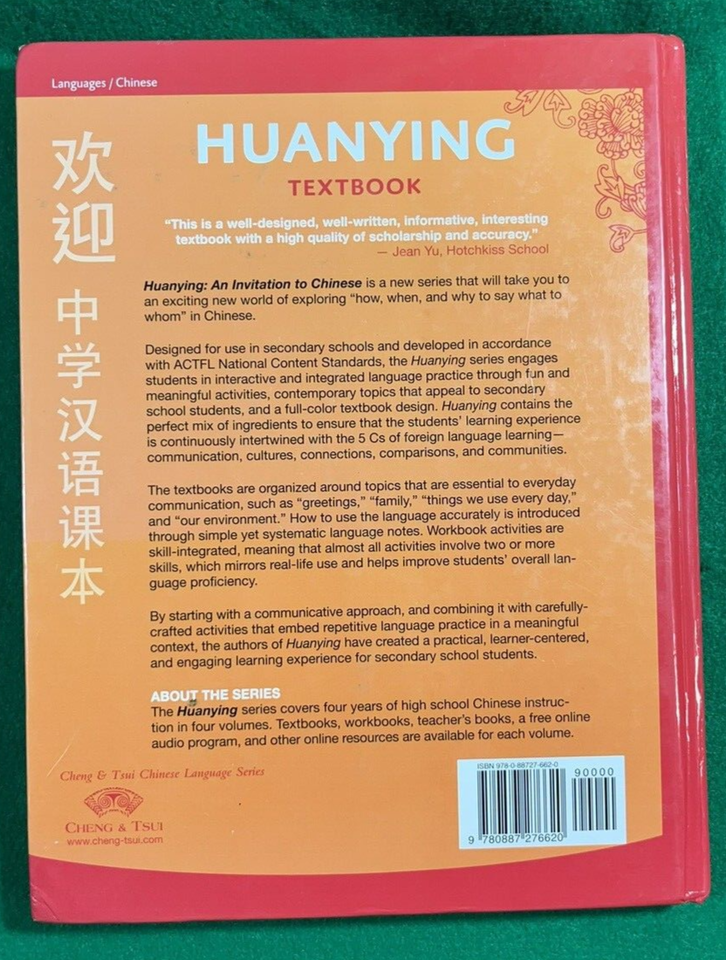 Languages / Chinese
欢迎
中学汉语课本
HUANYING
TEXTBOOK
“This is a well-designed, well-written, informative, interesting
textbook with a high quality of scholarship and accuracy.”
— Jean Yu, Hotchkiss School
Huanying: An Invitation to Chinese is a new series that will take you to
an exciting new world of exploring “how, when, and why to say what to
whom” in Chinese.
Designed for use in secondary schools and developed in accordance
with ACTFL National Content Standards, the Huanying series engages
students in interactive and integrated language practice through fun and
meaningful activities, contemporary topics that appeal to secondary
school students, and a full-color textbook design. Huanying contains the
perfect mix of ingredients to ensure that the students’ learning experience
is continuously intertwined with the 5 Cs of foreign language learning—
communication, cultures, connections, comparisons, and communities.
The textbooks are organized around topics that are essential to everyday
communication, such as “greetings,” “family,” “things we use every day,”
and “our environment.” How to use the language accurately is introduced
through simple yet systematic language notes. Workbook activities are
skill-integrated, meaning that almost all activities involve two or more
skills, which mirrors real-life use and helps improve students’ overall lan-
guage proficiency.
By starting with a communicative approach, and combining it with carefully-
crafted activities that embed repetitive language practice in a meaningful
context, the authors of Huanying have created a practical, learner-centered,
and engaging learning experience for secondary school students.
ABOUT THE SERIES
The Huanying series covers four years of high school Chinese instruc-
tion in four volumes. Textbooks, workbooks, teacher’s books, a free online
audio program, and other online resources are available for each volume.
Cheng & Tsui Chinese Language Series
CHENG & TSUI
www.cheng-tsui.com
ISBN 978-0-88727-662-0
90000
9 780887 276620